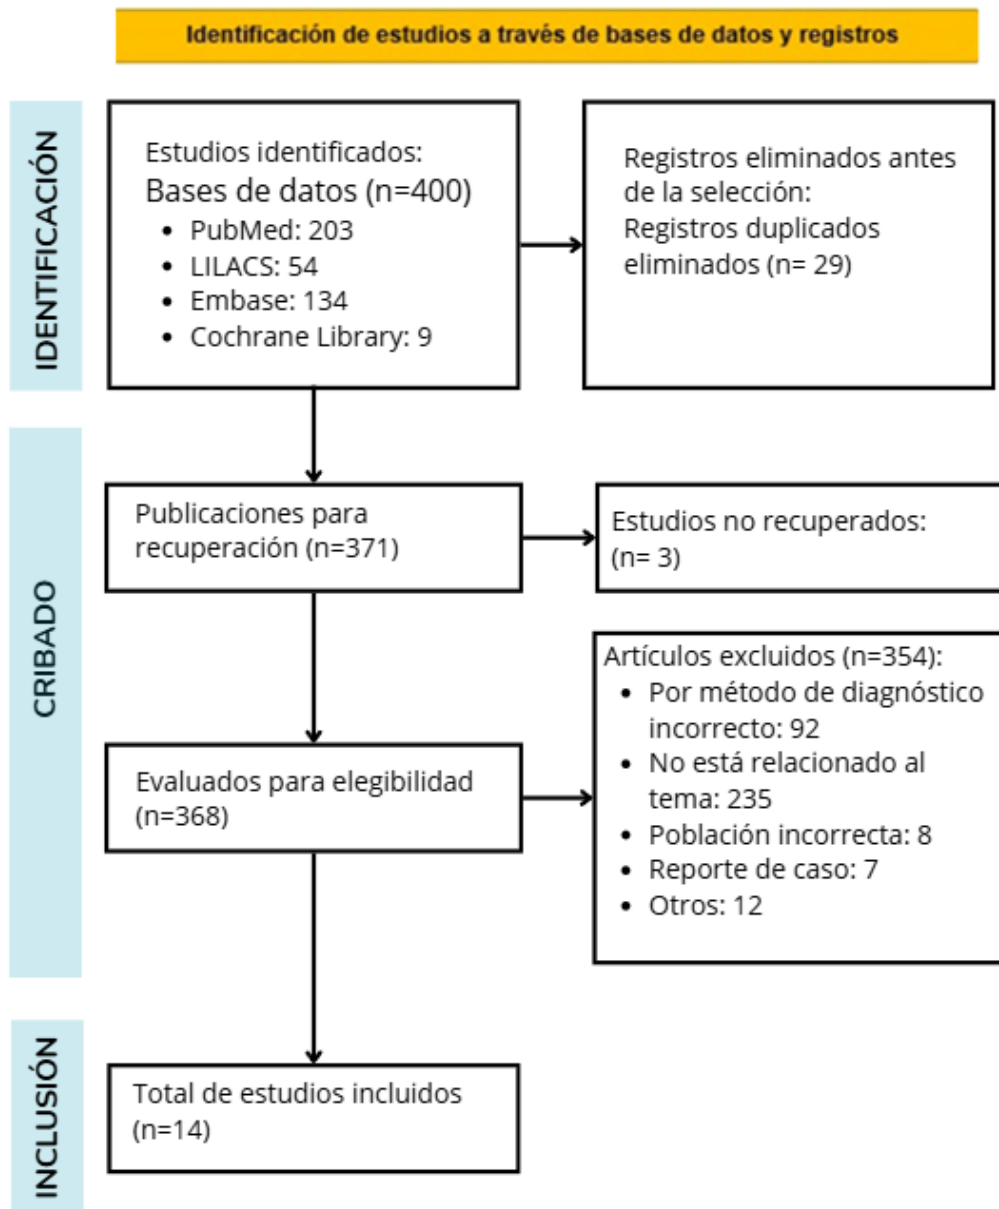 Identificación de estudios a través de bases de datos y registros
IDENTIFICACIÓN
Estudios identificados:
Bases de datos (n=400)
• PubMed: 203
• LILACS: 54
• Embase: 134
• Cochrane Library: 9
Registros eliminados antes
de la selección:
Registros duplicados
eliminados (n= 29)
CRIBADO
Publicaciones para
recuperación (n=371)
Estudios no recuperados:
(n= 3)
Evaluados para elegibilidad
(n=368)
Artículos excluidos (n=354):
• Por método de diagnóstico
incorrecto: 92
• No está relacionado al
tema: 235
• Población incorrecta: 8
• Reporte de caso: 7
• Otros: 12
INCLUSIÓN
Total de estudios incluidos
(n=14)